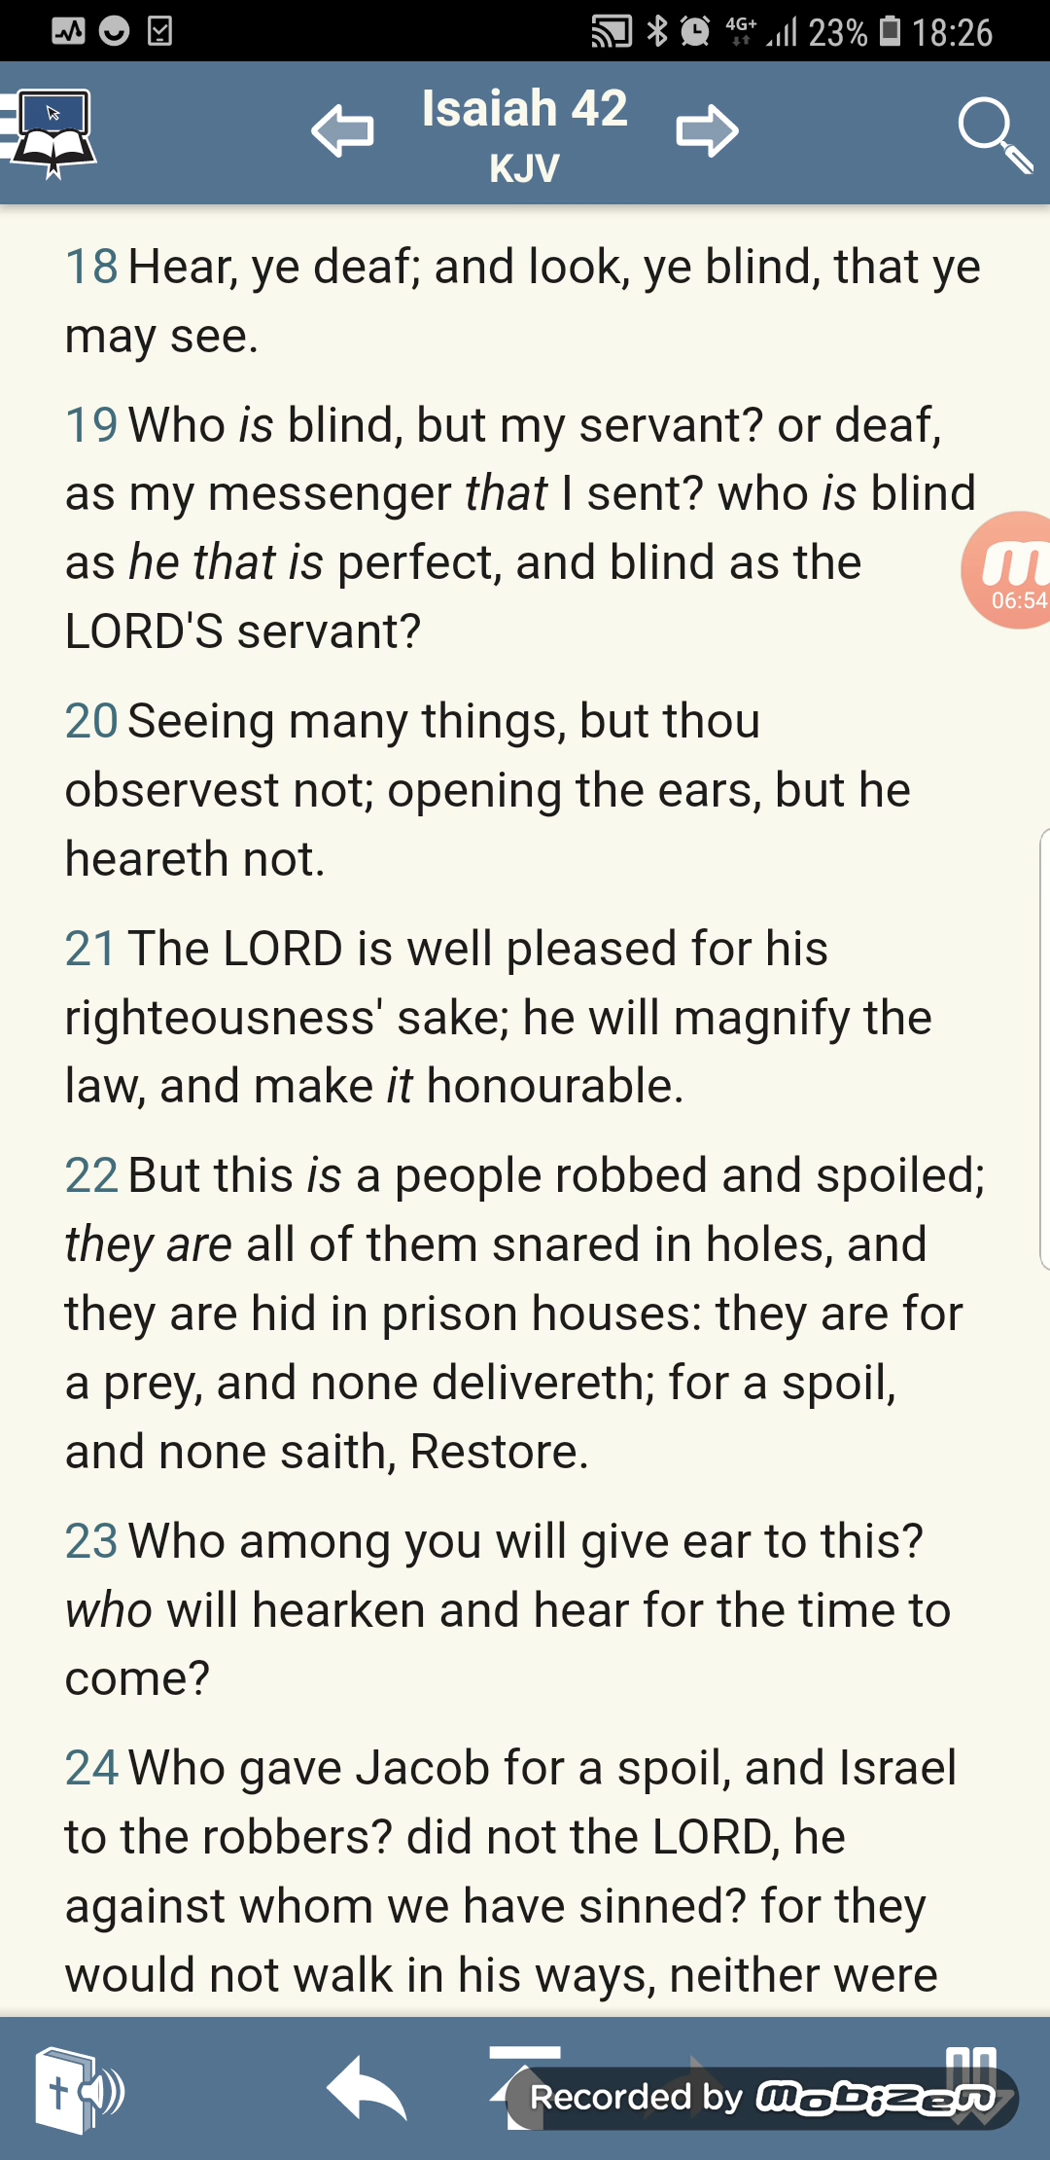 4G+ 23% 18:26
Isaiah 42
KJV
18 Hear, ye deaf; and look, ye blind, that ye
may see.
19 Who is blind, but my servant? or deaf,
as my messenger that I sent? who is blind
as he that is perfect, and blind as the
LORD'S servant?
06:54
20 Seeing many things, but thou
observest not; opening the ears, but he
heareth not.
21 The LORD is well pleased for his
righteousness' sake; he will magnify the
law, and make it honourable.
22 But this is a people robbed and spoiled;
they are all of them snared in holes, and
they are hid in prison houses: they are for
a prey, and none delivereth; for a spoil,
and none saith, Restore.
23 Who among you will give ear to this?
who will hearken and hear for the time to
come?
24 Who gave Jacob for a spoil, and Israel
to the robbers? did not the LORD, he
against whom we have sinned? for they
would not walk in his ways, neither were
Recorded by mobizen